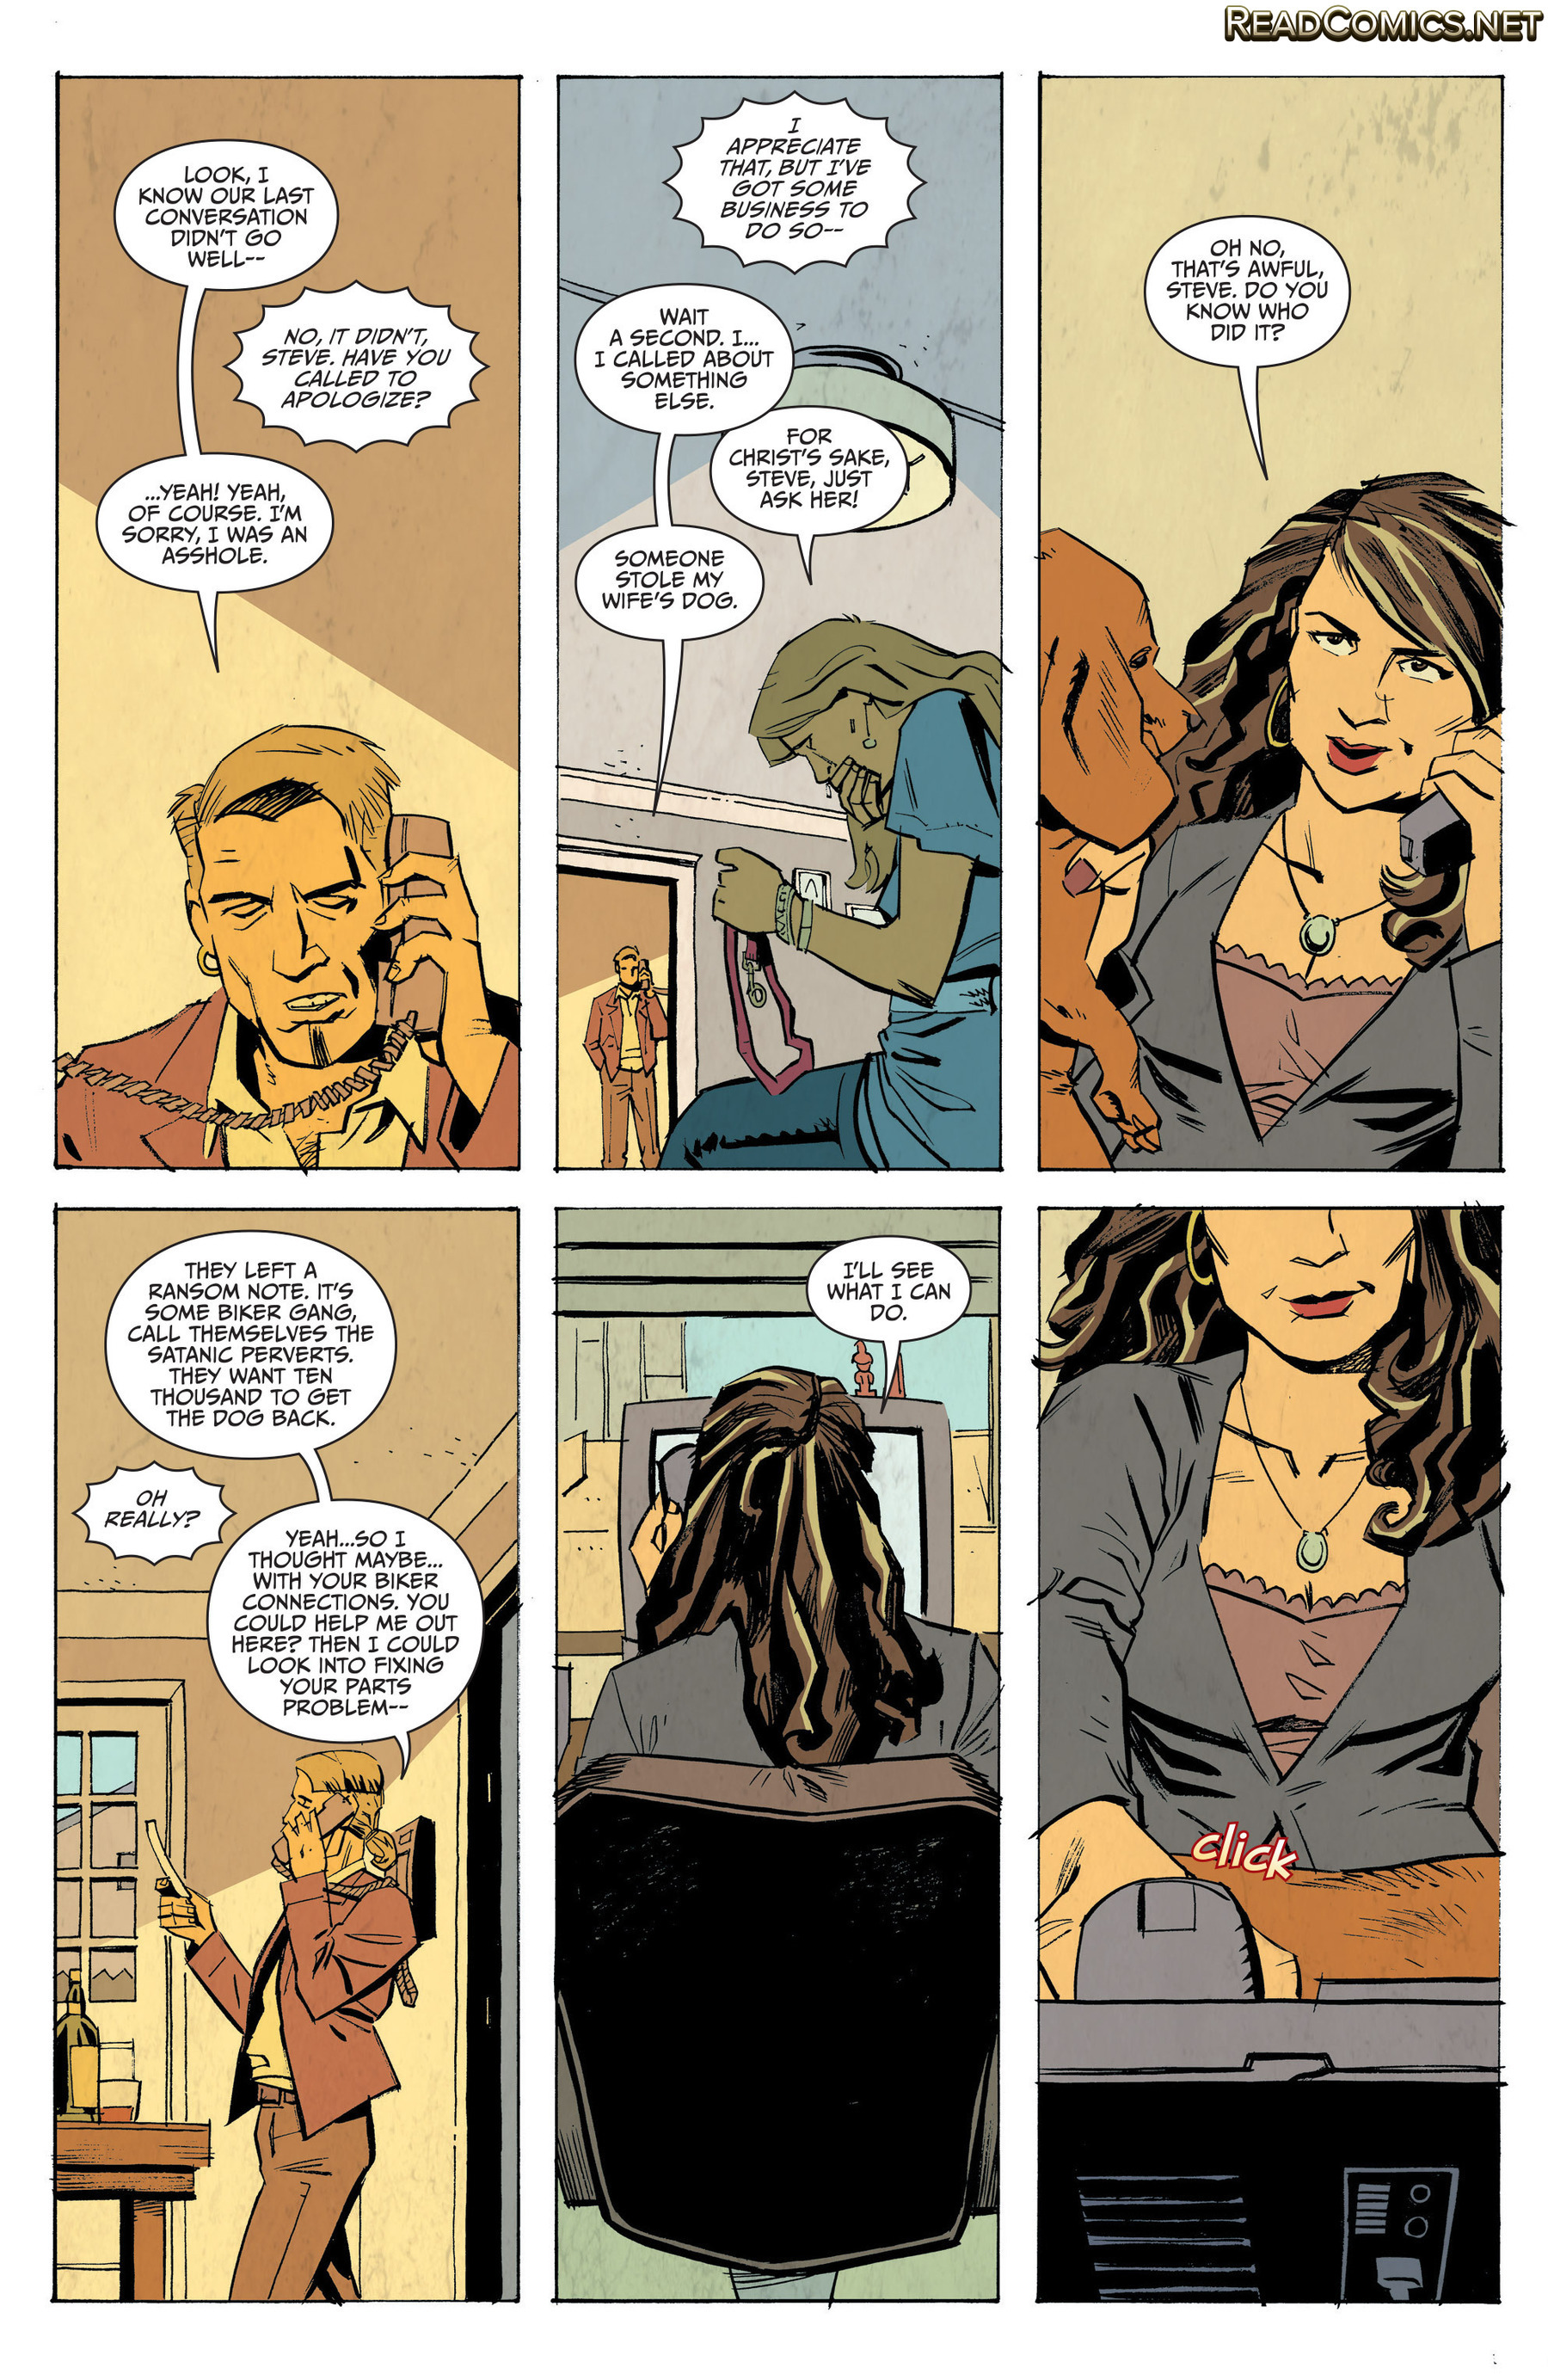 READCOMICS.NET
LOOK, I
KNOW OUR LAST
CONVERSATION
DIDN'T GO
WELL--
NO, IT DIDN'T,
STEVE. HAVE YOU
CALLED TO
APOLOGIZE?
...YEAH! YEAH,
OF COURSE. I'M
SORRY, I WAS AN
ASSHOLE.
I
APPRECIATE
THAT, BUT I'VE
GOT SOME
BUSINESS TO
DO SO--
WAIT
A SECOND. I...
I CALLED ABOUT
SOMETHING
ELSE.
FOR
CHRIST'S SAKE,
STEVE, JUST
ASK HER!
SOMEONE
STOLE MY
WIFE'S DOG.
OH NO,
THAT'S AWFUL,
STEVE. DO YOU
KNOW WHO
DID IT?
THEY LEFT A
RANSOM NOTE. IT'S
SOME BIKER GANG,
CALL THEMSELVES THE
SATANIC PERVERTS.
THEY WANT TEN
THOUSAND TO GET
THE DOG BACK.
OH
REALLY?
YEAH...SO I
THOUGHT MAYBE...
WITH YOUR BIKER
CONNECTIONS. YOU
COULD HELP ME OUT
HERE? THEN I COULD
LOOK INTO FIXING
YOUR PARTS
PROBLEM--
I'LL SEE
WHAT I CAN
DO.
click